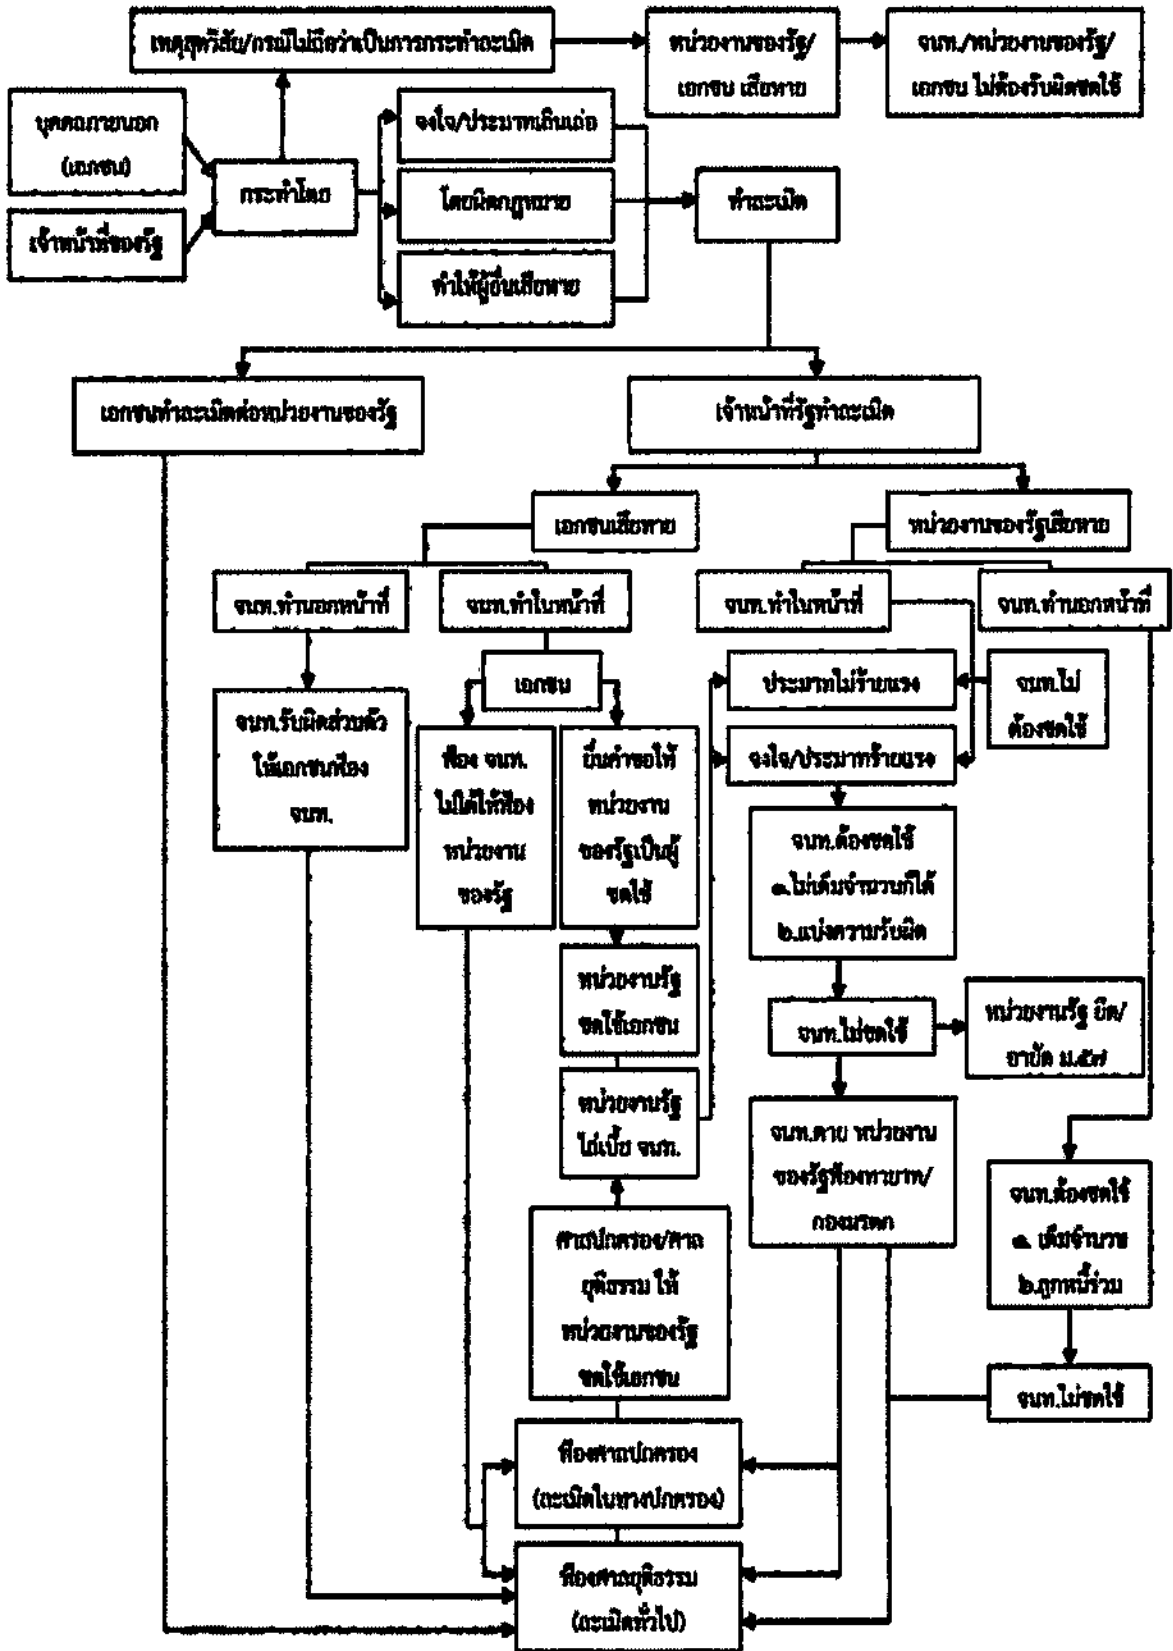 เหตุสุดวิสัย/กรณีไม่ถือว่าเป็นการกระทำละเมิด
หน่วยงานของรัฐ/
เอกชน เสียหาย
จนท./หน่วยงานของรัฐ/
เอกชน ไม่ต้องรับผิดชดใช้
บุคคลภายนอก
(เอกชน)
เจ้าหน้าที่ของรัฐ
กระทำโดย
จงใจ/ประมาทเลินเล่อ
โดยผิดกฎหมาย
ทำให้ผู้อื่นเสียหาย
ทำละเมิด
เอกชนทำละเมิดต่อหน่วยงานของรัฐ
เจ้าหน้าที่รัฐทำละเมิด
เอกชนเสียหาย
หน่วยงานของรัฐเสียหาย
จนท.ทำนอกหน้าที่
จนท.ทำในหน้าที่
จนท.ทำในหน้าที่
จนท.ทำนอกหน้าที่
เอกชน
ประมาทไม่ร้ายแรง
จนท.ไม่
ต้องชดใช้
จนท.รับผิดส่วนตัว
ให้เอกชนฟ้อง
จนท.
ฟ้อง จนท.
ไม่ได้ให้ฟ้อง
หน่วยงาน
ของรัฐ
ยื่นคำขอให้
หน่วยงาน
ของรัฐเป็นผู้
ชดใช้
จงใจ/ประมาทร้ายแรง
จนท.ต้องชดใช้
๑.ไม่เต็มจำนวนก็ได้
๒.แบ่งความรับผิด
หน่วยงานรัฐ
ชดใช้เอกชน
จนท.ไม่ชดใช้
หน่วยงานรัฐ ยึด/
อายัด ม.๕๗
หน่วยงานรัฐ
ไล่เบี้ย จนท.
จนท.ตาย หน่วยงาน
ของรัฐฟ้องทายาท/
กองมรดก
จนท.ต้องชดใช้
๑. เต็มจำนวน
๒.ลูกหนี้ร่วม
ศาลปกครอง/ศาล
ยุติธรรม ให้
หน่วยงานของรัฐ
ชดใช้เอกชน
จนท.ไม่ชดใช้
ฟ้องศาลปกครอง
(ละเมิดในทางปกครอง)
ฟ้องศาลยุติธรรม
(ละเมิดทั่วไป)